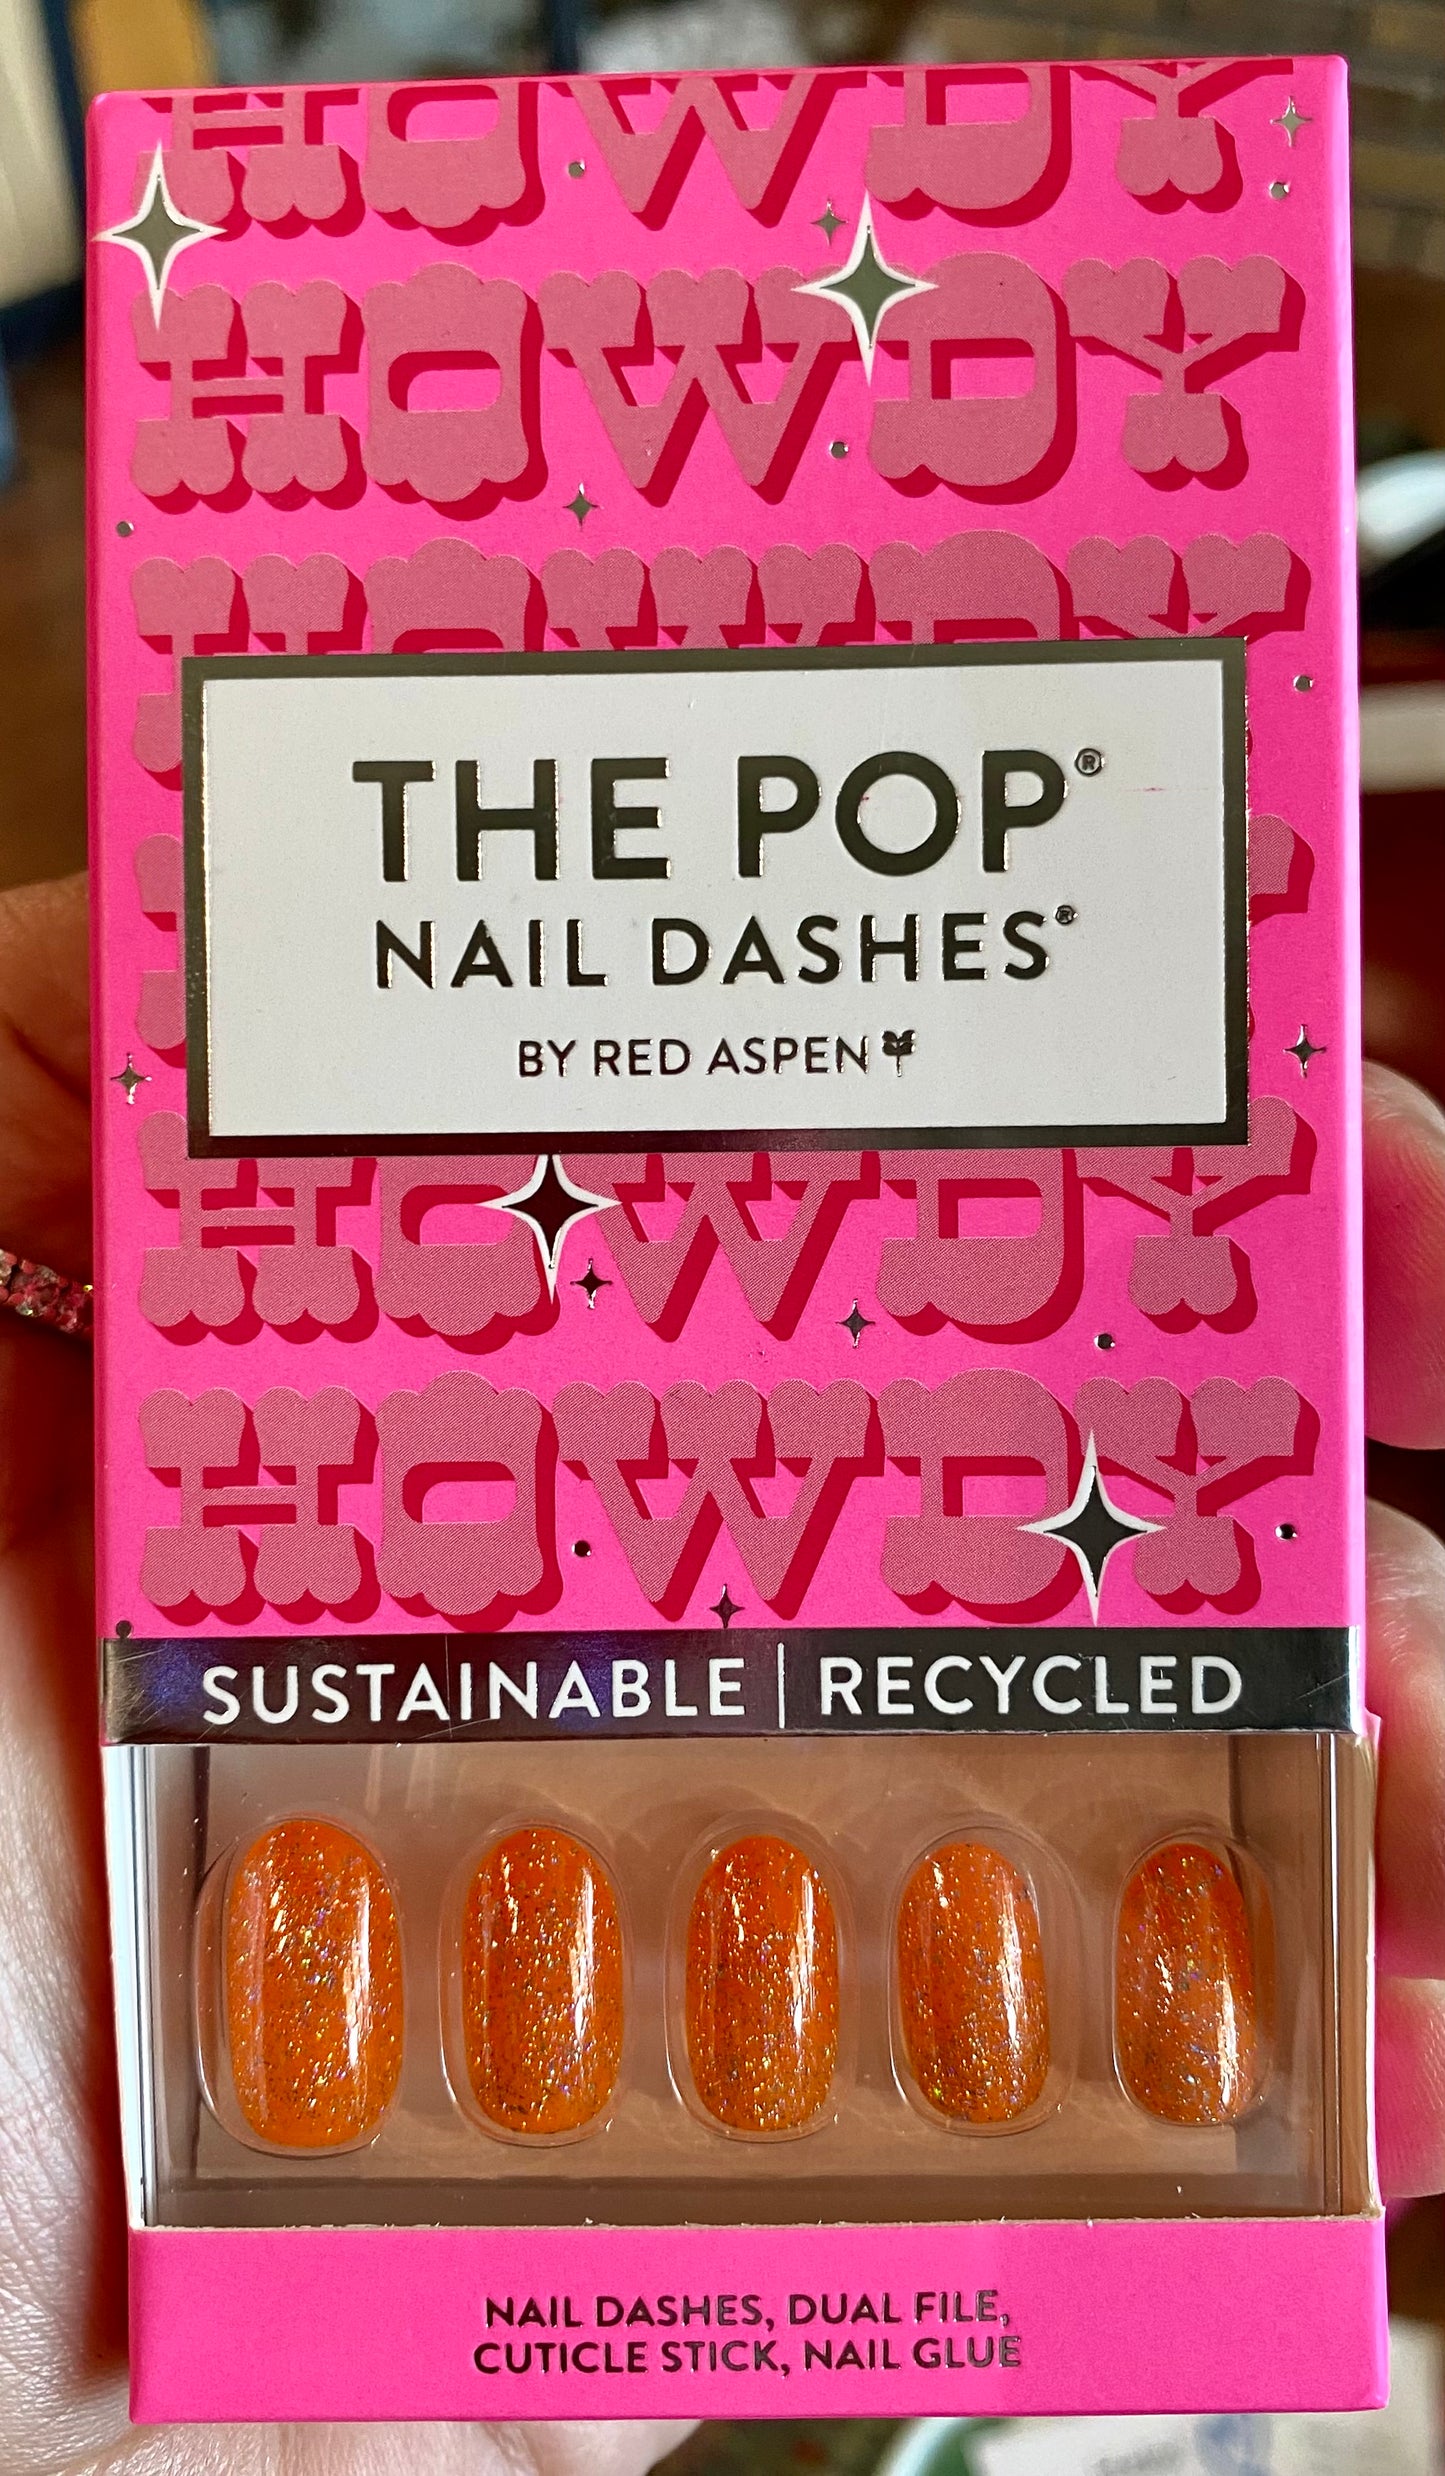 HOWDY
HOWDY
HOWDY
THE POP®
NAIL DASHES®
BY RED ASPEN
HOWDY
HOWDY
SUSTAINABLE | RECYCLED
NAIL DASHES, DUAL FILE,
CUTICLE STICK, NAIL GLUE